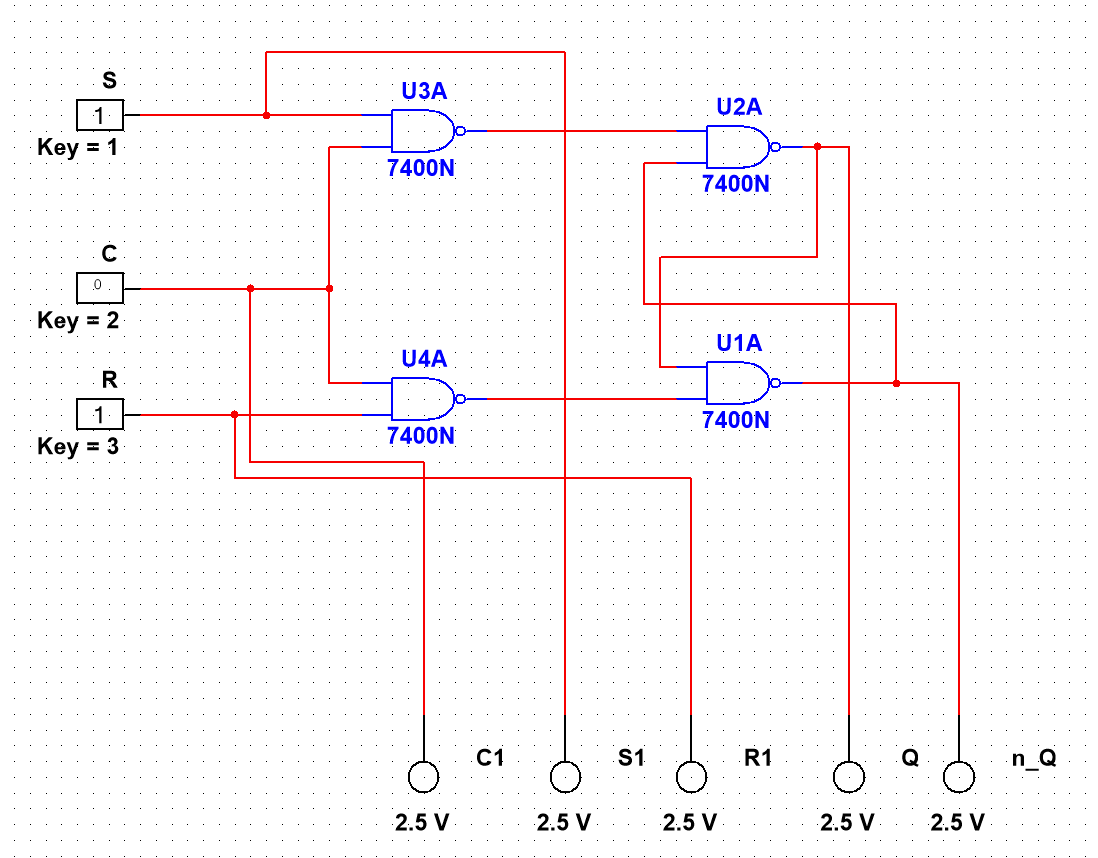 S
1
Key = 1
U3A
7400N
U2A
7400N
C
0
Key = 2
R
1
Key = 3
U4A
7400N
U1A
7400N
C1
2.5 V
S1
2.5 V
R1
2.5 V
Q
2.5 V
n_Q
2.5 V